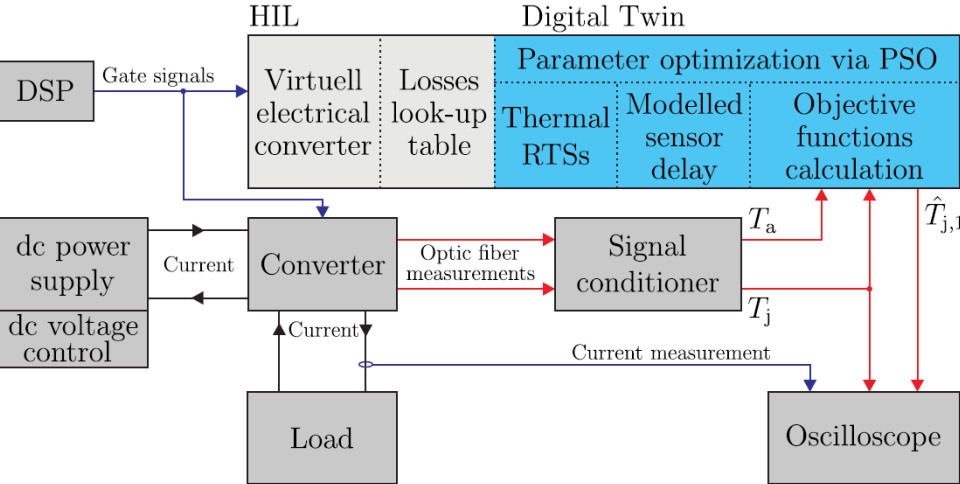 HIL
Digital Twin
DSP
Gate signals
Virtuell
electrical
converter
Losses
look-up
table
Parameter optimization via PSO
Thermal
RTSs
Modelled
sensor
delay
Objective
functions
calculation
dc power
supply
Current
Converter
Optic fiber
measurements
Signal
conditioner
T_a
T_j
T̂_j,1
dc voltage
control
Current
Current measurement
Load
Oscilloscope